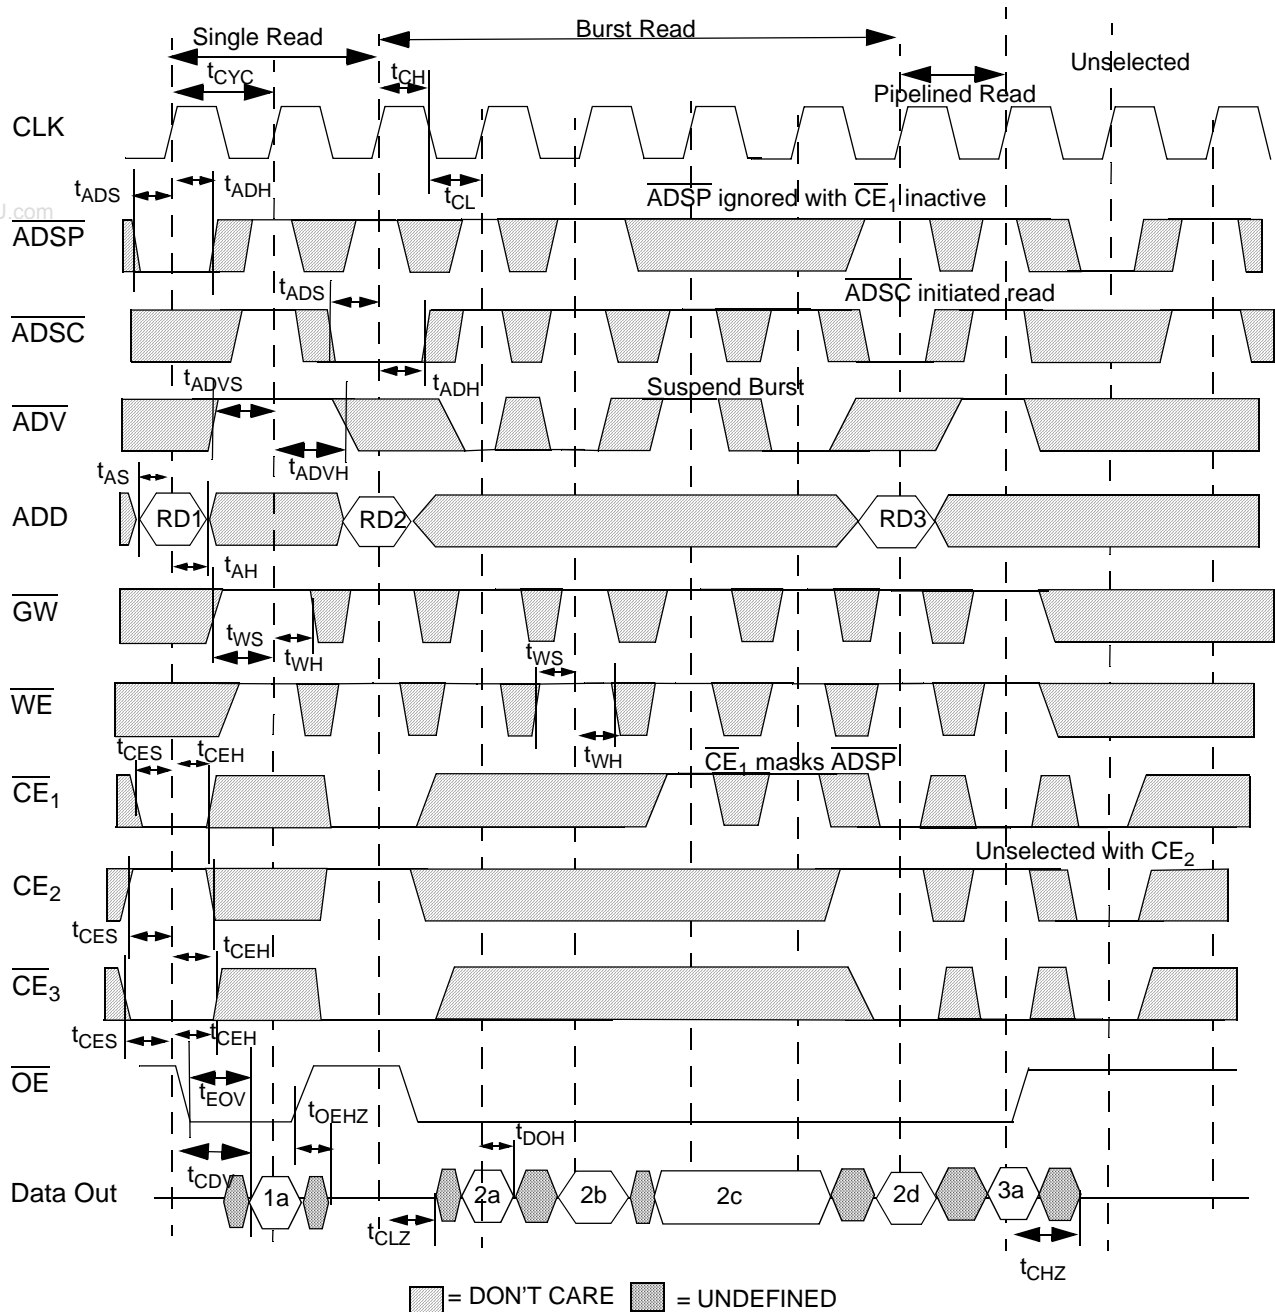 Single Read
Burst Read
Unselected
tCYC
tCH
Pipelined Read
CLK
tADS
tADH
tCL
ADSP ignored with CE1 inactive
U.com
ADSP
tADS
ADSC initiated read
ADSC
tADVS
tADH
Suspend Burst
ADV
tAS
tADVH
ADD
RD1
RD2
RD3
tAH
GW
tWS
tWH
tWS
WE
tCES
tCEH
tWH
CE1 masks ADSP
CE1
Unselected with CE2
CE2
tCES
tCEH
CE3
tCES
tCEH
OE
tEOV
tOEHZ
tDOH
tCDV
Data Out
1a
2a
2b
2c
2d
3a
tCLZ
tCHZ
= DON'T CARE
= UNDEFINED